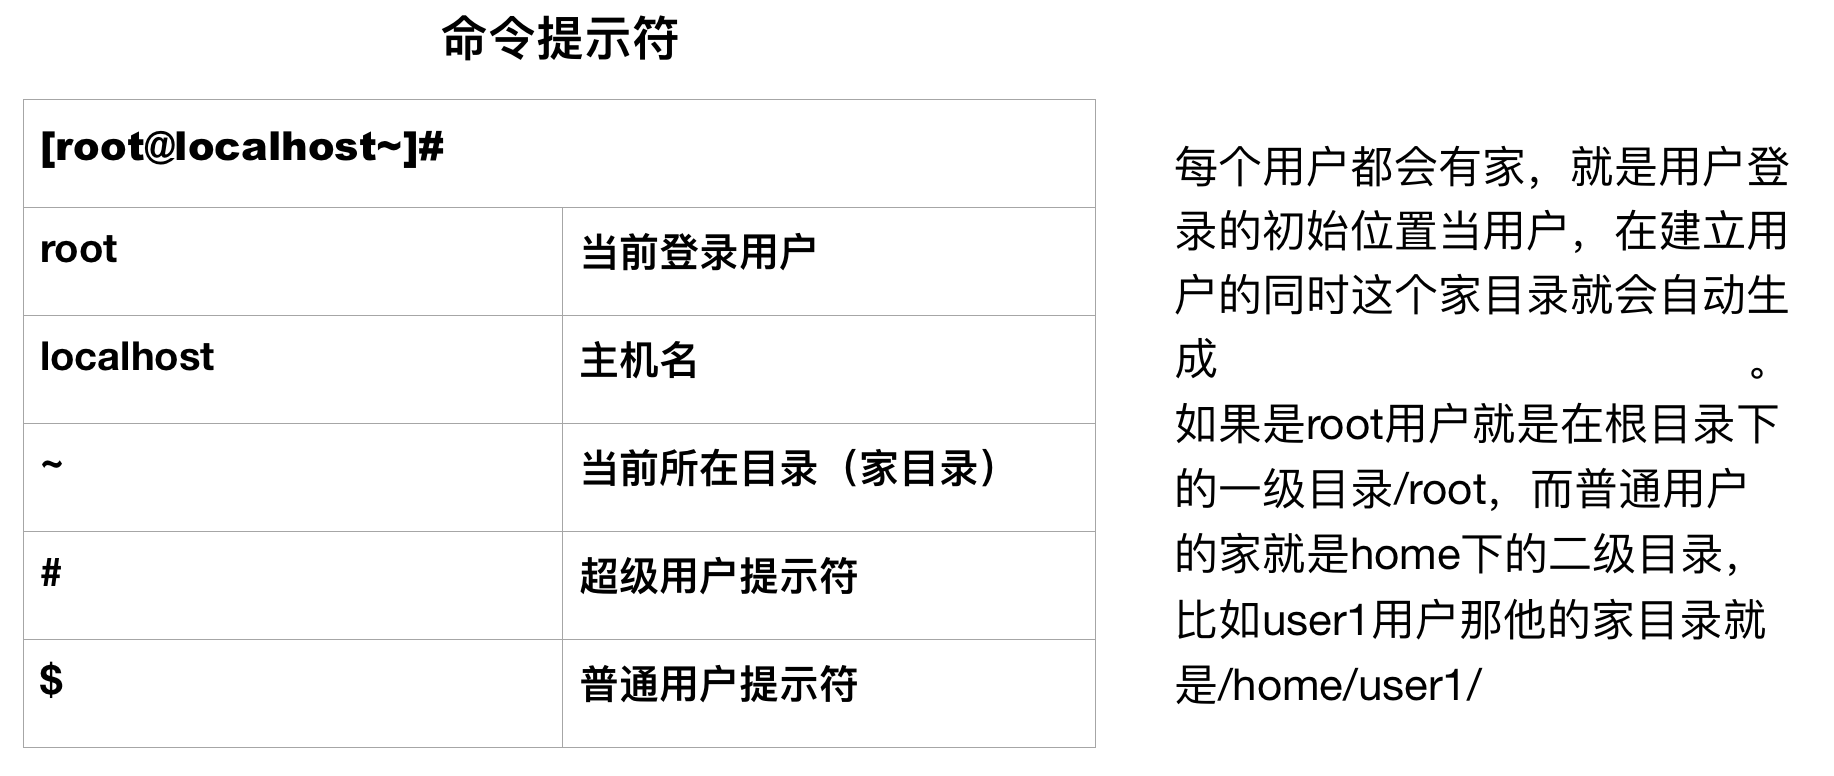 命令提示符
[root@localhost~]#
root
当前登录用户
localhost
主机名
~
当前所在目录（家目录）
#
超级用户提示符
$
普通用户提示符
每个用户都会有家，就是用户登
录的初始位置当用户，在建立用
户的同时这个家目录就会自动生
成。
如果是root用户就是在根目录下
的一级目录/root，而普通用户
的家就是home下的二级目录，
比如user1用户那他的家目录就
是/home/user1/